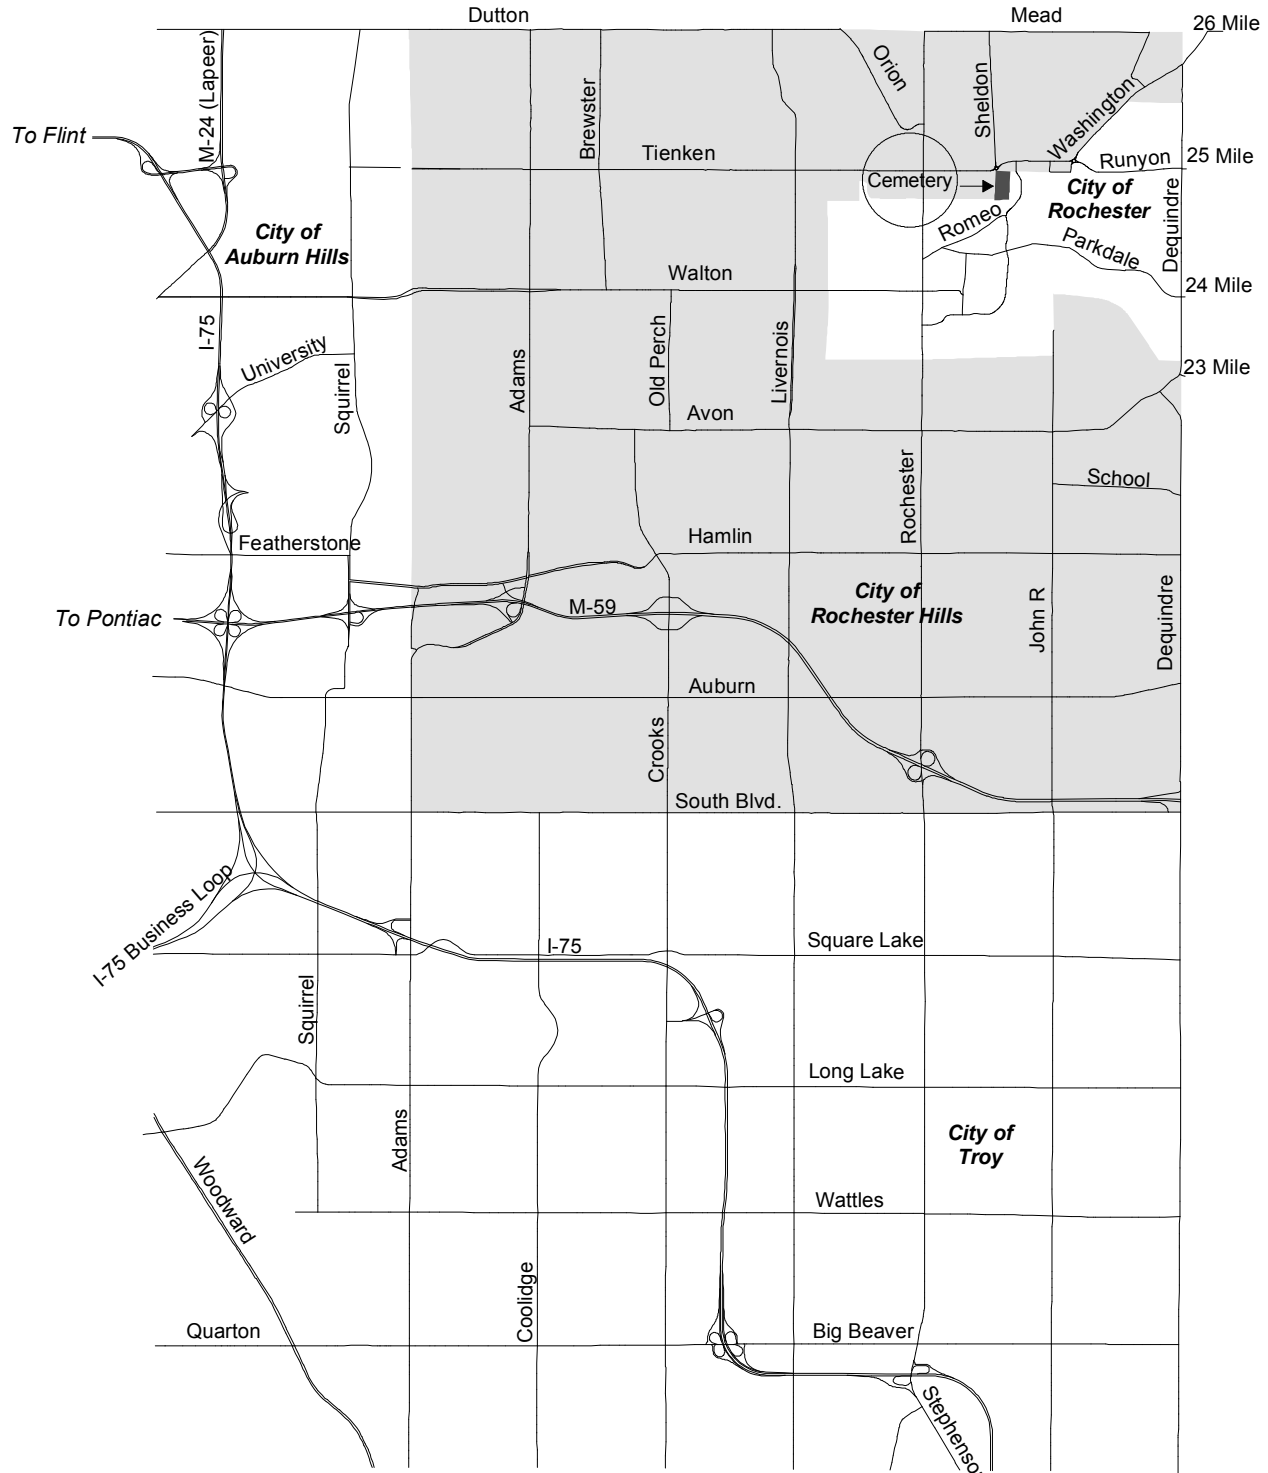 Dutton
Mead
26 Mile
M-24 (Lapeer)
Orion
Brewster
Sheldon
Washington
To Flint
Tienken
Runyon
25 Mile
Cemetery
City of
Rochester
Dequindre
Romeo
City of
Auburn Hills
Parkdale
Walton
24 Mile
I-75
University
Squirrel
Adams
Old Perch
Livernois
23 Mile
Avon
Rochester
School
Featherstone
Hamlin
To Pontiac
M-59
City of
Rochester Hills
John R
Dequindre
Auburn
Crooks
South Blvd.
I-75 Business Loop
I-75
Square Lake
Squirrel
Long Lake
Adams
City of
Troy
Woodward
Wattles
Coolidge
Quarton
Big Beaver
Stephenso